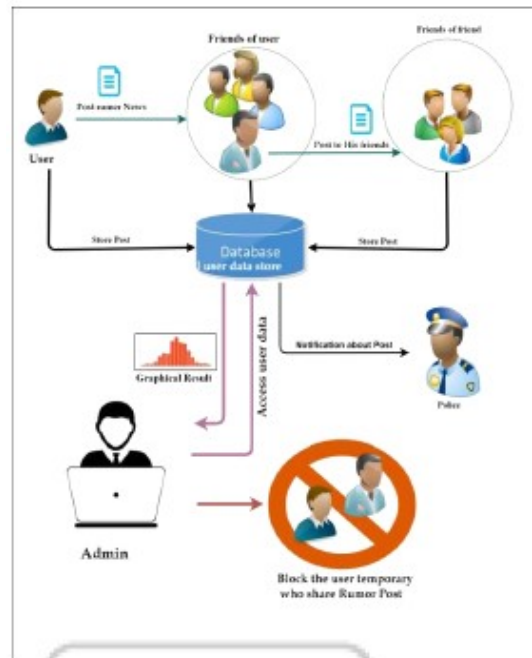 Friends of user
Friends of friend
Post rumor News
Post to His friends
User
Store Post
Store Post
Database
user data store
Notification about Post
Graphical Result
Access user data
Police
Admin
Block the user temporary
who share Rumor Post